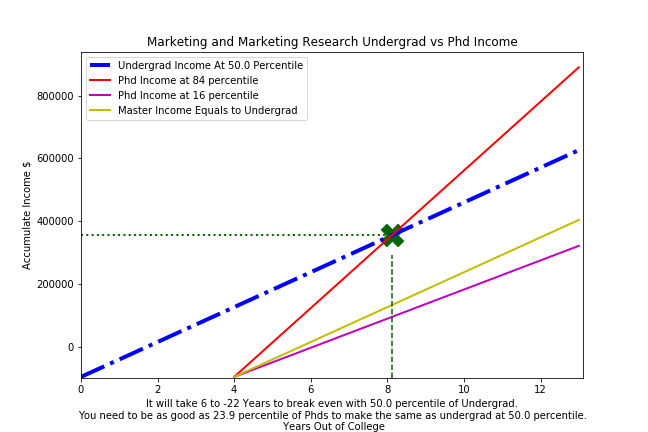 Marketing and Marketing Research Undergrad vs Phd Income
Undergrad Income At 50.0 Percentile
Phd Income at 84 percentile
Phd Income at 16 percentile
Master Income Equals to Undergrad
Accumulate Income $
800000
600000
400000
200000
0
0 2 4 6 8 10 12
It will take 6 to -22 Years to break even with 50.0 percentile of Undergrad.
You need to be as good as 23.9 percentile of Phds to make the same as undergrad at 50.0 percentile.
Years Out of College